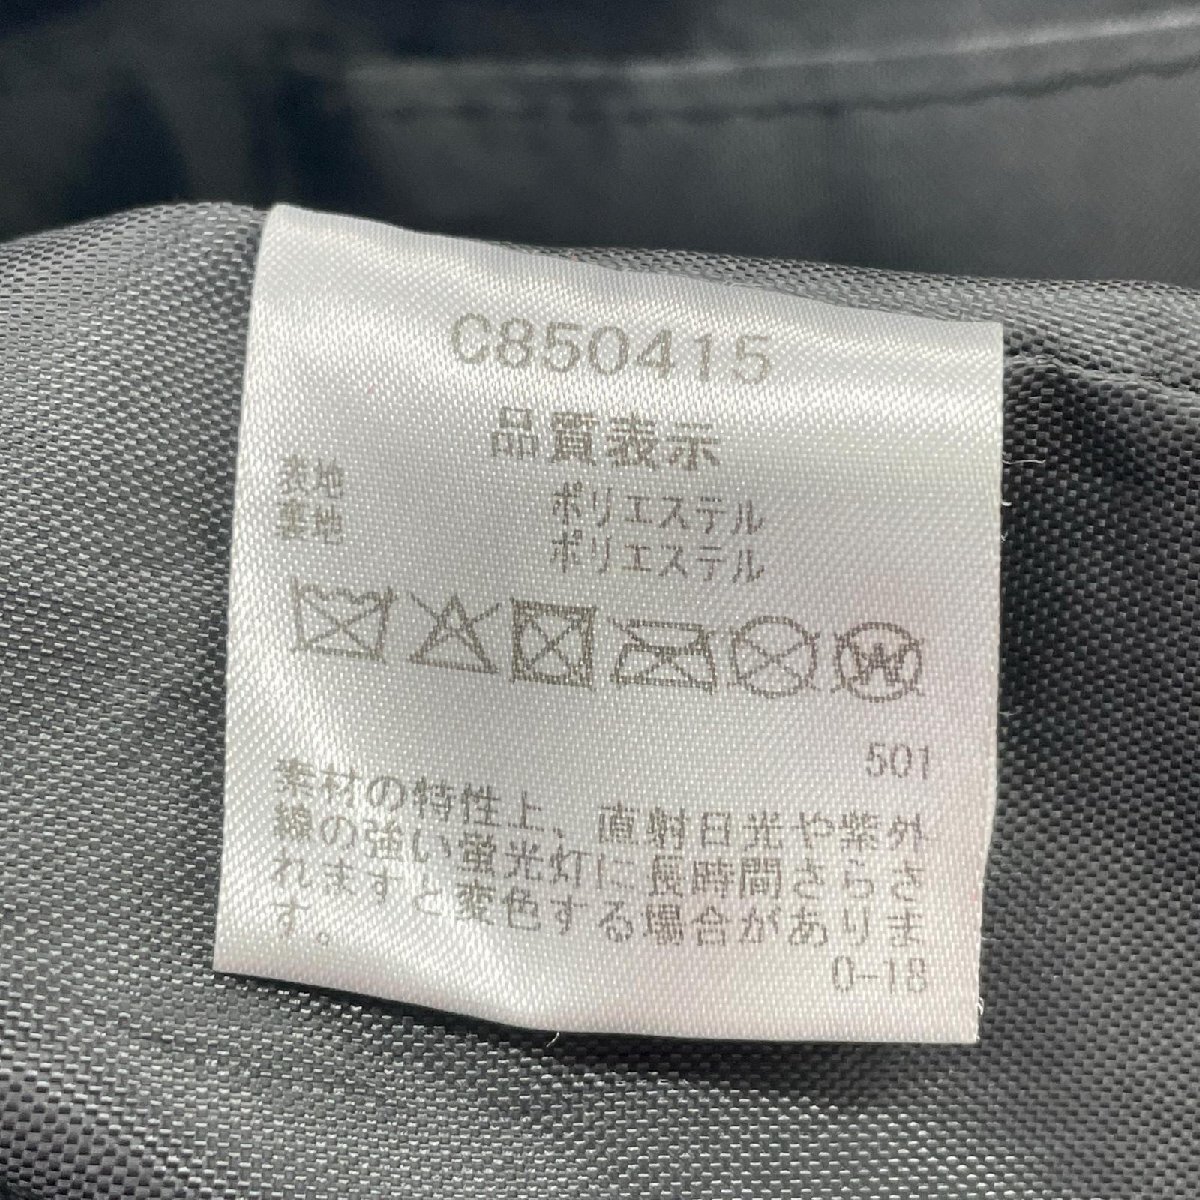 C850415
品質表示
表地 ポリエステル
裏地 ポリエステル
W
501
素材の特性上、直射日光や紫外
線の強い蛍光灯に長時間さらさ
れますと変色する場合がありま
す。
0-18